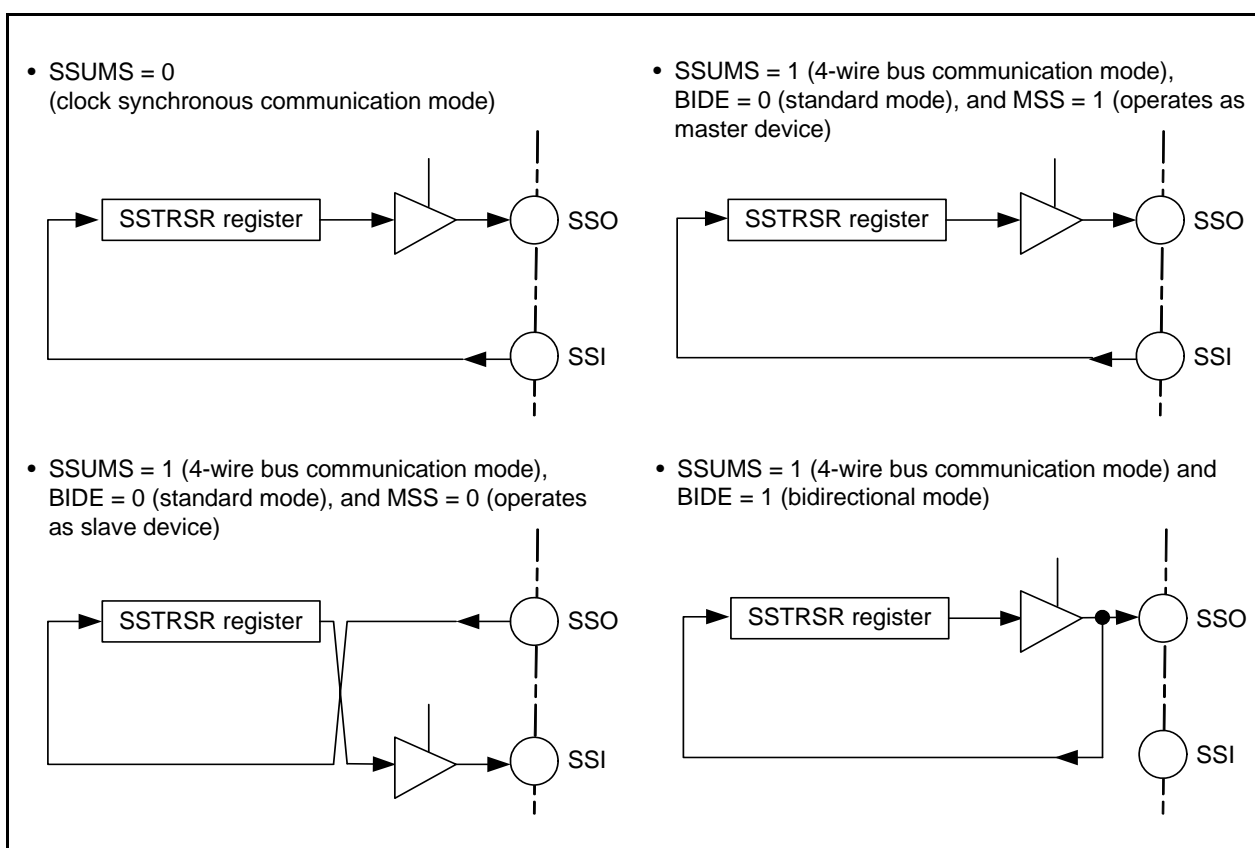 • SSUMS = 0
(clock synchronous communication mode)
SSTRSR register
SSO
SSI
• SSUMS = 1 (4-wire bus communication mode),
BIDE = 0 (standard mode), and MSS = 1 (operates as
master device)
SSTRSR register
SSO
SSI
• SSUMS = 1 (4-wire bus communication mode),
BIDE = 0 (standard mode), and MSS = 0 (operates
as slave device)
SSTRSR register
SSO
SSI
• SSUMS = 1 (4-wire bus communication mode) and
BIDE = 1 (bidirectional mode)
SSTRSR register
SSO
SSI